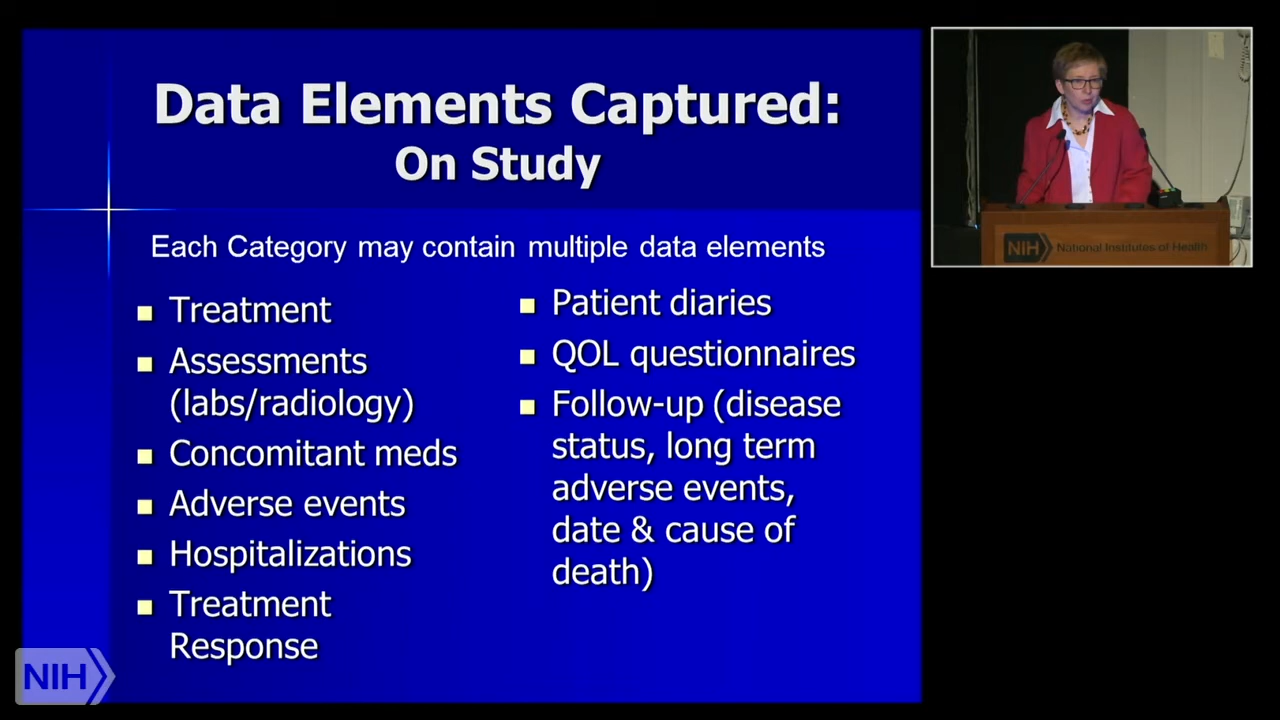 Data Elements Captured:
On Study
Each Category may contain multiple data elements
Treatment
Assessments
(labs/radiology)
Concomitant meds
Adverse events
Hospitalizations
Treatment
Response
Patient diaries
QOL questionnaires
Follow-up (disease
status, long term
adverse events,
date & cause of
death)
NIH
NIH National Institutes of Health